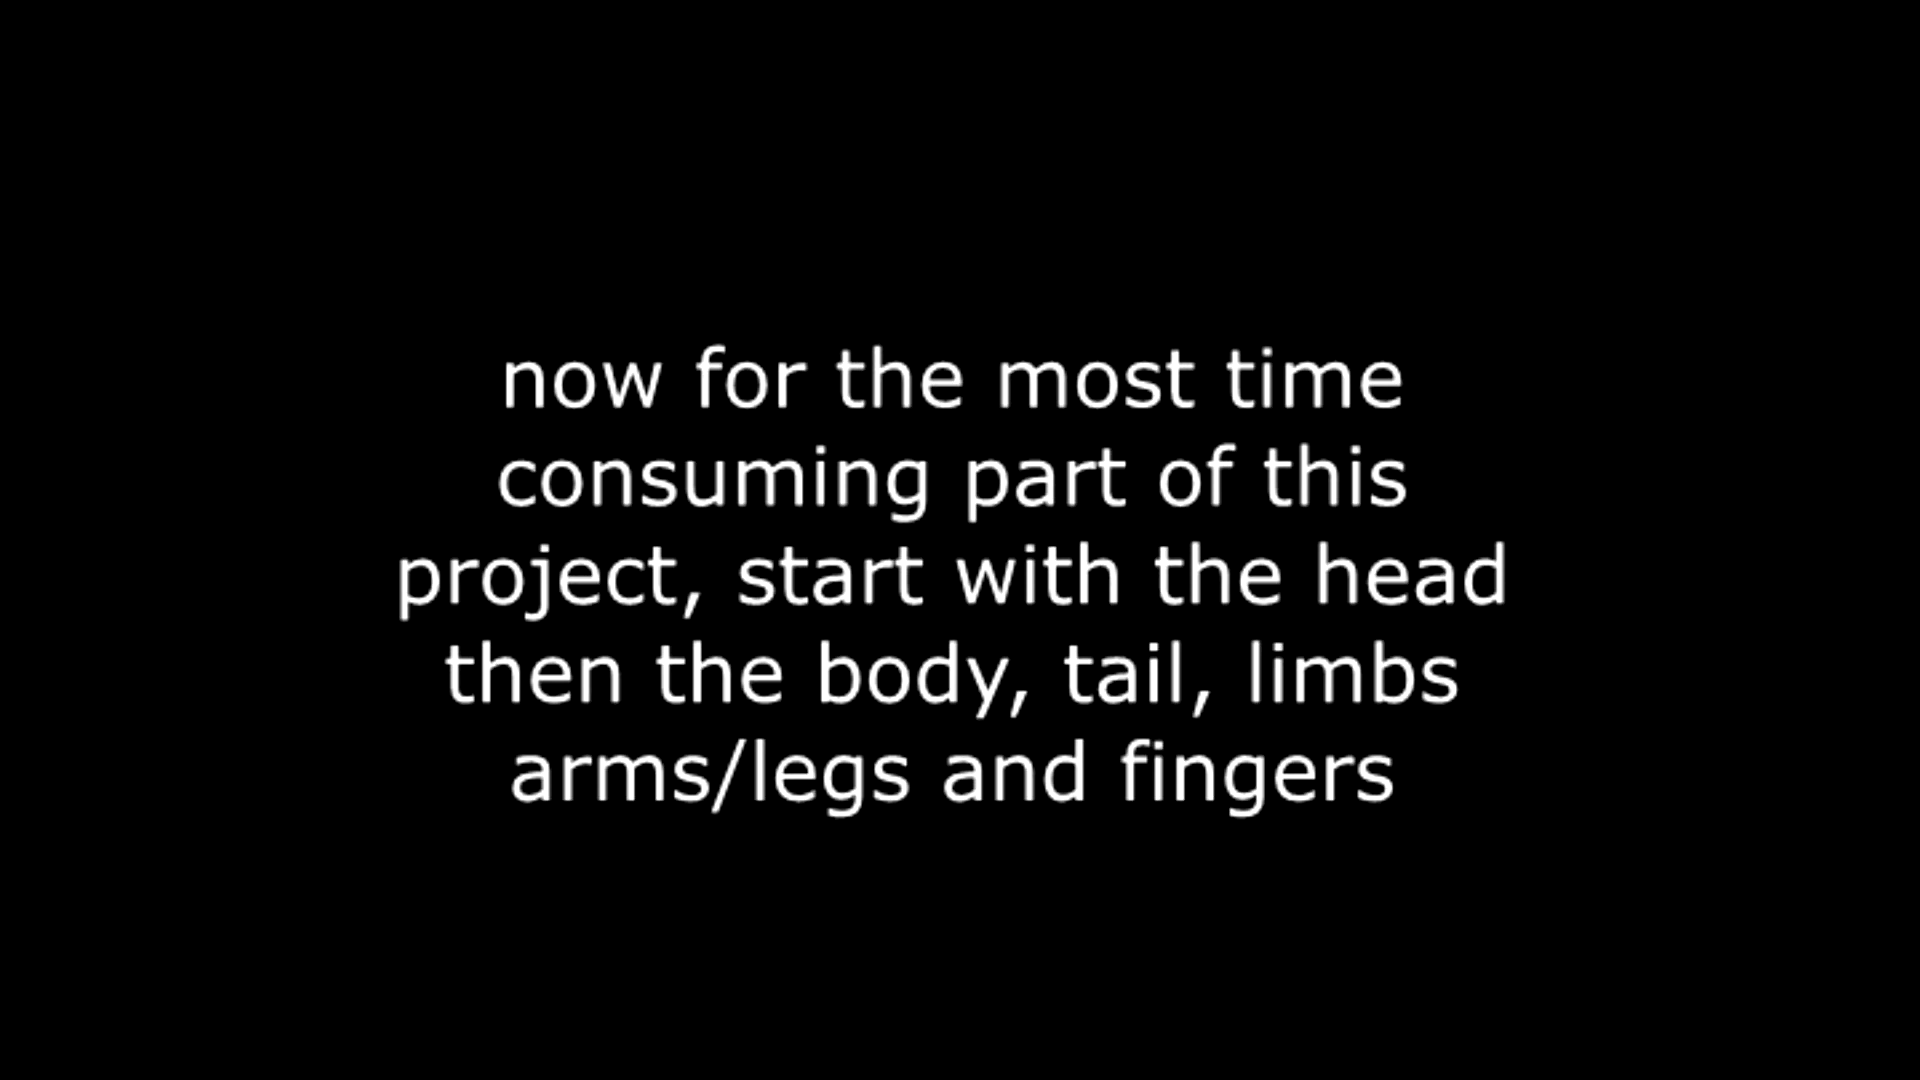 now for the most time
consuming part of this
project, start with the head
then the body, tail, limbs
arms/legs and fingers